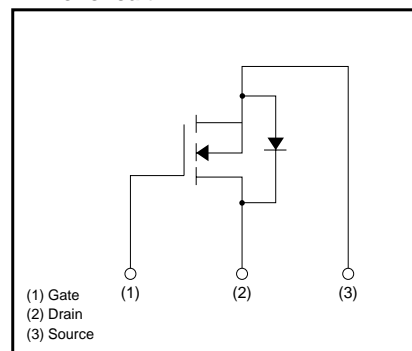 (1) Gate
(2) Drain
(3) Source
(1)
(2)
(3)